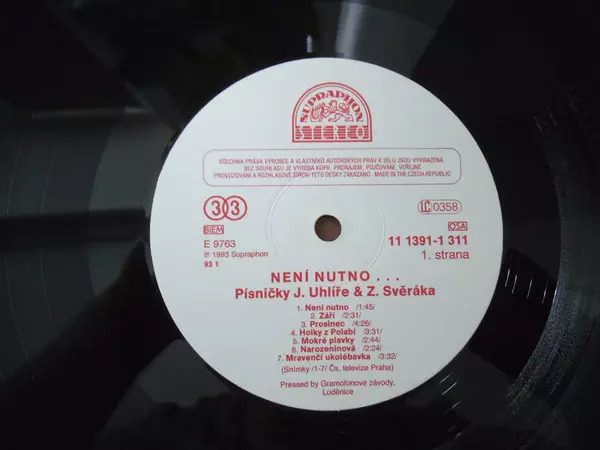 SUPRAPHON
STEREO
VŠECHNA PRÁVA VÝROBCE A VLASTNÍKŮ AUTORSKÝCH PRÁV K DÍLU JSOU VYHRAZENA
BEZ SOUHLASU JE VÝROBA KOPIÍ, PRONÁJEM, PŮJČOVÁNÍ, VEŘEJNÉ
PROVOZOVÁNÍ A ROZHLASOVÉ ŠÍŘENÍ TÉTO DESKY ZAKÁZÁNO · MADE IN THE CZECH REPUBLIC
33
LC 0358
BIEM
OSA
E 9763
11 1391-1 311
℗ 1993 Supraphon
1. strana
93 1
NENÍ NUTNO . . .
Písničky J. Uhlíře & Z. Svěráka
1. Není nutno /1:45/
2. Září /2:31/
3. Prosinec /4:26/
4. Holky z Polabí /3:31/
5. Mokré plavky /2:44/
6. Narozeninová /2:24/
7. Mravenčí ukolébavka /3:32/
(Snímky /1-7/ Čs. televize Praha)
Pressed by Gramofonové závody,
Loděnice